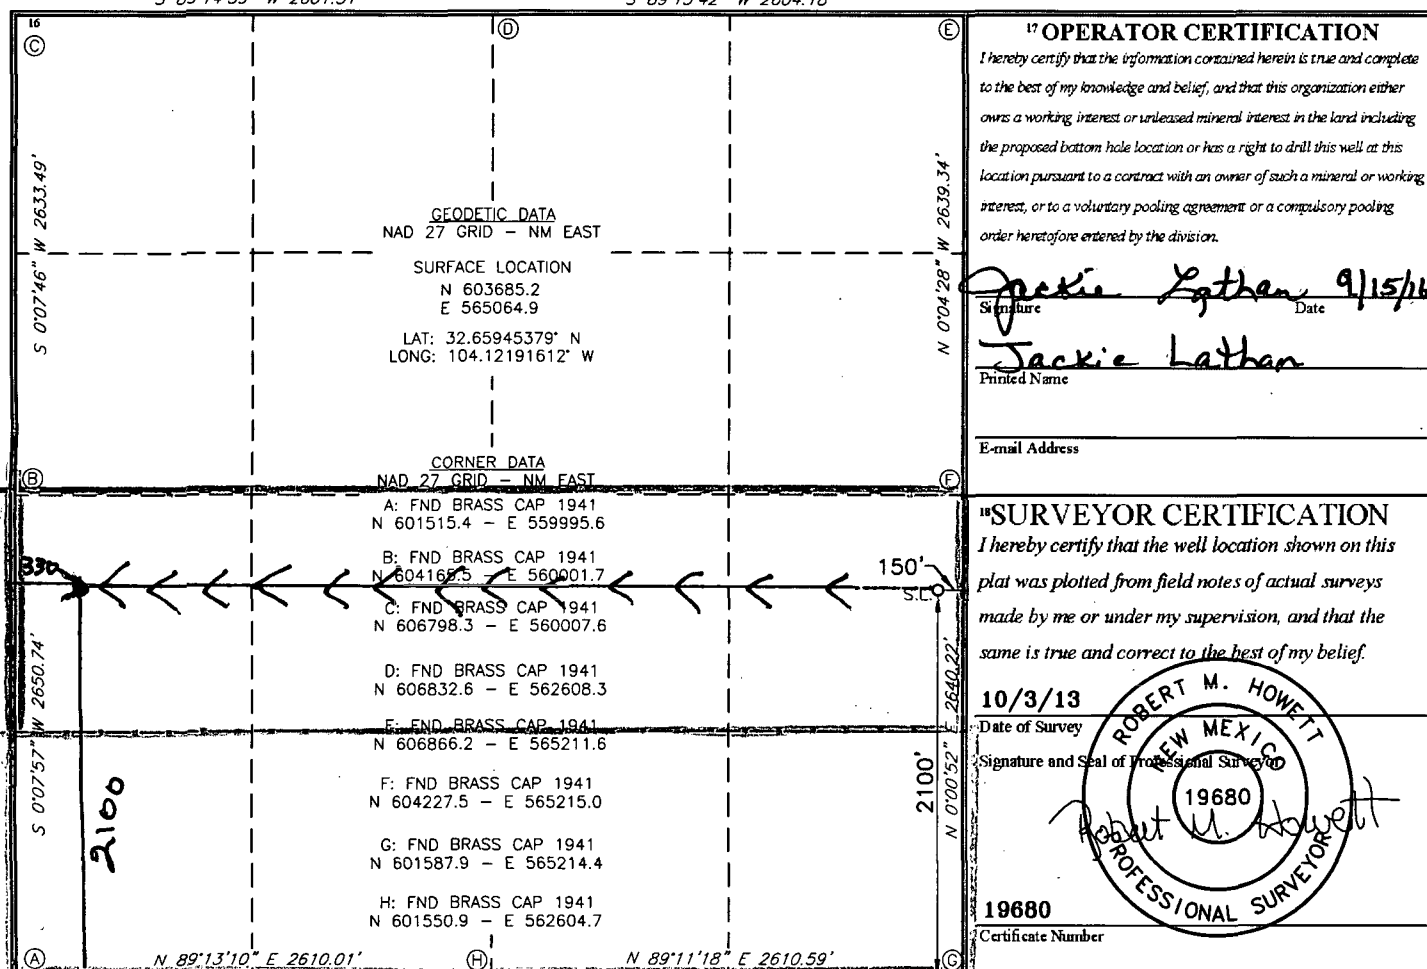 16
C
D
E
S 0°07'46" W 2633.49'
N 0°04'28" W 2639.34'
GEODETIC DATA
NAD 27 GRID - NM EAST
SURFACE LOCATION
N 603685.2
E 565064.9
LAT: 32.65945379° N
LONG: 104.12191612° W
B
F
CORNER DATA
NAD 27 GRID - NM EAST
A: FND BRASS CAP 1941
N 601515.4 - E 559995.6
B: FND BRASS CAP 1941
N 604165.5 - E 560001.7
C: FND BRASS CAP 1941
N 606798.3 - E 560007.6
D: FND BRASS CAP 1941
N 606832.6 - E 562608.3
E: FND BRASS CAP 1941
N 606866.2 - E 565211.6
F: FND BRASS CAP 1941
N 604227.5 - E 565215.0
G: FND BRASS CAP 1941
N 601587.9 - E 565214.4
H: FND BRASS CAP 1941
N 601550.9 - E 562604.7
330
150'
S.L.
S 0°07'57" W 2650.74'
2100
2100'
N 0°00'52" E 2640.22'
A
N 89°13'10" E 2610.01'
H
N 89°11'18" E 2610.59'
G
17 OPERATOR CERTIFICATION
I hereby certify that the information contained herein is true and complete
to the best of my knowledge and belief, and that this organization either
owns a working interest or unleased mineral interest in the land including
the proposed bottom hole location or has a right to drill this well at this
location pursuant to a contract with an owner of such a mineral or working
interest, or to a voluntary pooling agreement or a compulsory pooling
order heretofore entered by the division.
Jackie Lathan 9/15/16
Signature Date
Jackie Lathan
Printed Name
E-mail Address
18 SURVEYOR CERTIFICATION
I hereby certify that the well location shown on this
plat was plotted from field notes of actual surveys
made by me or under my supervision, and that the
same is true and correct to the best of my belief.
10/3/13
Date of Survey
Signature and Seal of Professional Surveyor
ROBERT M. HOWETT
NEW MEXICO
19680
PROFESSIONAL SURVEYOR
Robert M. Howett
19680
Certificate Number